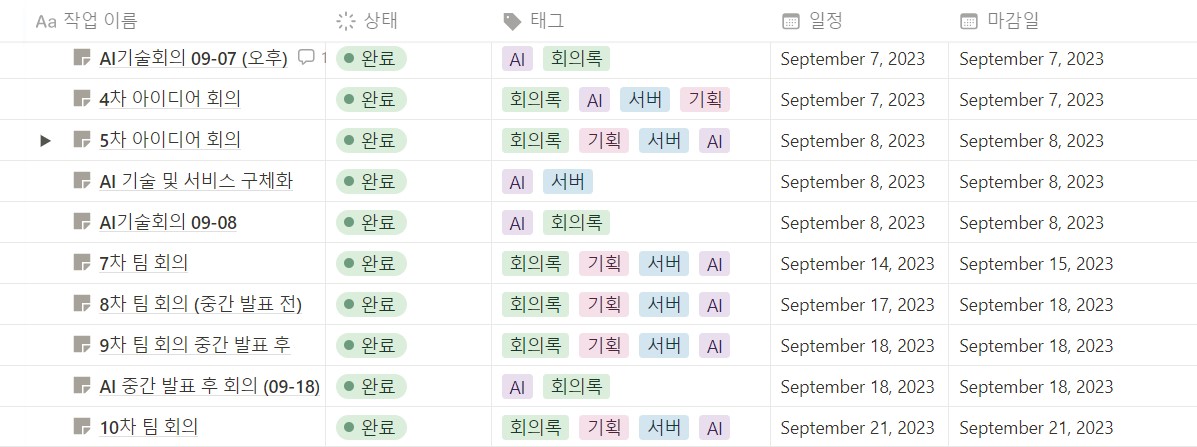 Aa 작업 이름 상태 태그 일정 마감일
AI기술회의 09-07 (오후) 1 완료 AI 회의록 September 7, 2023 September 7, 2023
4차 아이디어 회의 완료 회의록 AI 서버 기획 September 7, 2023 September 7, 2023
5차 아이디어 회의 완료 회의록 기획 서버 AI September 8, 2023 September 8, 2023
AI 기술 및 서비스 구체화 완료 AI 서버 September 8, 2023 September 8, 2023
AI기술회의 09-08 완료 AI 회의록 September 8, 2023 September 8, 2023
7차 팀 회의 완료 회의록 기획 서버 AI September 14, 2023 September 15, 2023
8차 팀 회의 (중간 발표 전) 완료 회의록 기획 서버 AI September 17, 2023 September 18, 2023
9차 팀 회의 중간 발표 후 완료 회의록 기획 서버 AI September 18, 2023 September 18, 2023
AI 중간 발표 후 회의 (09-18) 완료 AI 회의록 September 18, 2023 September 18, 2023
10차 팀 회의 완료 회의록 기획 서버 AI September 21, 2023 September 21, 2023